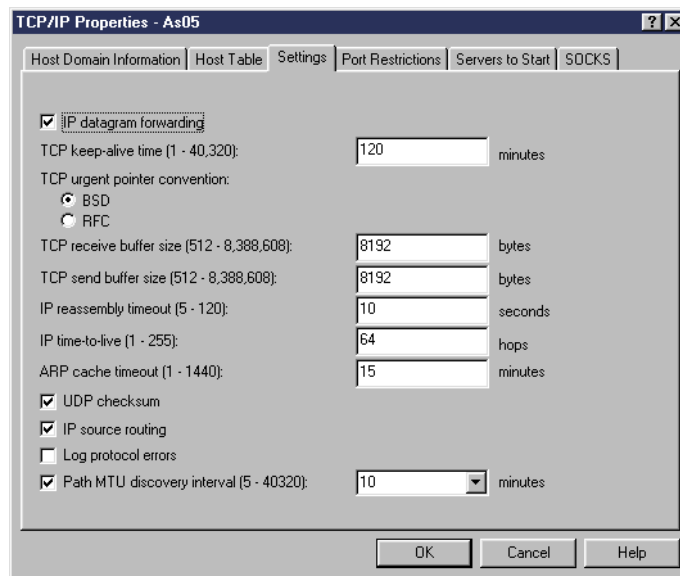 TCP/IP Properties - As05
Host Domain Information Host Table Settings Port Restrictions Servers to Start SOCKS
IP datagram forwarding
TCP keep-alive time (1 - 40,320): 120 minutes
TCP urgent pointer convention:
BSD
RFC
TCP receive buffer size (512 - 8,388,608): 8192 bytes
TCP send buffer size (512 - 8,388,608): 8192 bytes
IP reassembly timeout (5 - 120): 10 seconds
IP time-to-live (1 - 255): 64 hops
ARP cache timeout (1 - 1440): 15 minutes
UDP checksum
IP source routing
Log protocol errors
Path MTU discovery interval (5 - 40320): 10 minutes
OK Cancel Help